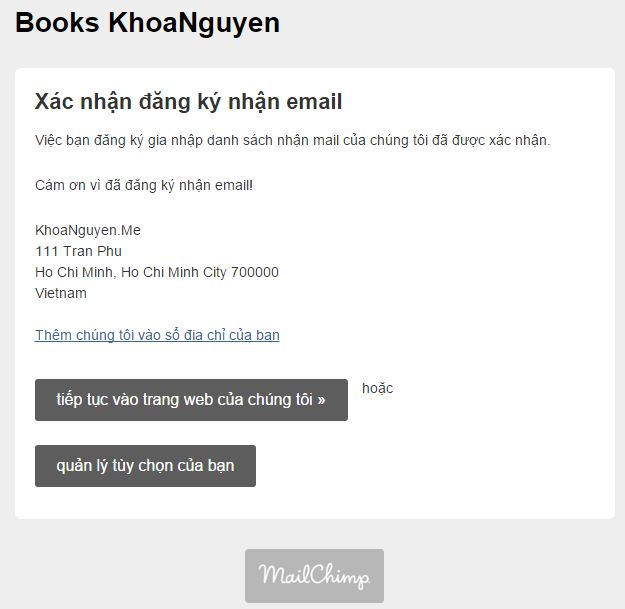 Books KhoaNguyen
Xác nhận đăng ký nhận email
Việc bạn đăng ký gia nhập danh sách nhận mail của chúng tôi đã được xác nhận.
Cám ơn vì đã đăng ký nhận email!
KhoaNguyen.Me
111 Tran Phu
Ho Chi Minh, Ho Chi Minh City 700000
Vietnam
Thêm chúng tôi vào sổ địa chỉ của bạn
tiếp tục vào trang web của chúng tôi » hoặc
quản lý tùy chọn của bạn
MailChimp